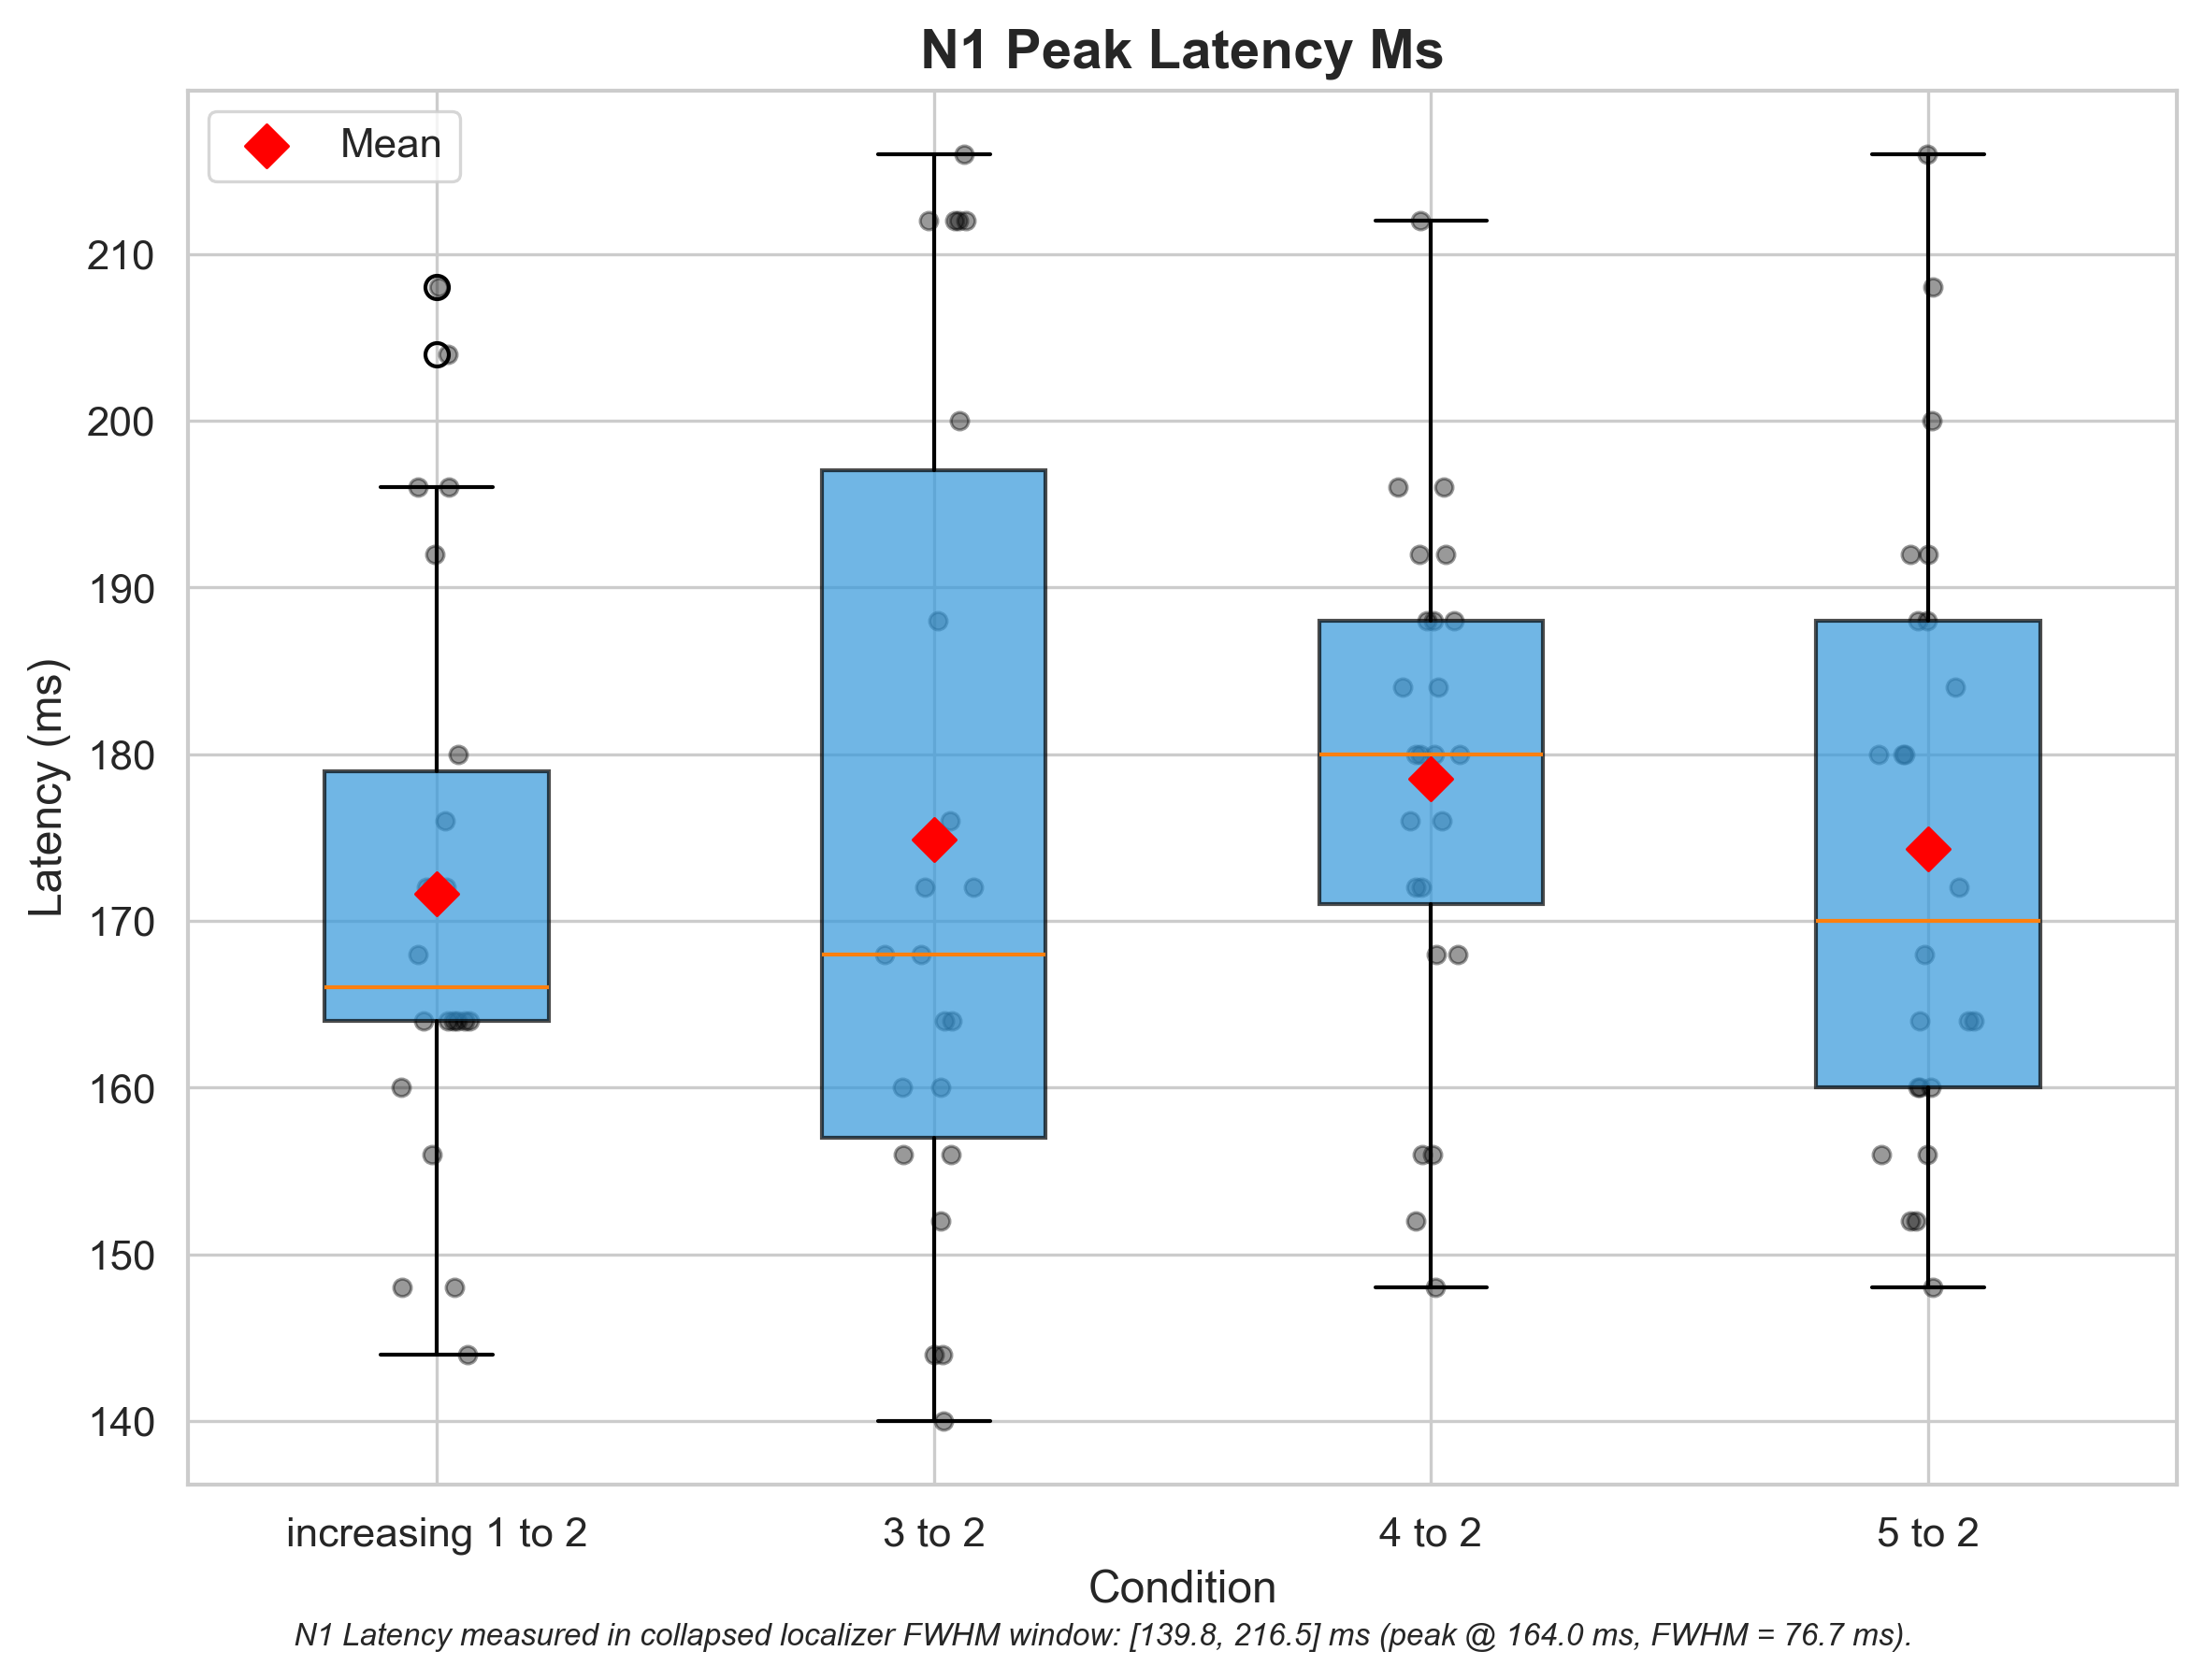 N1 Peak Latency Ms
Mean
Latency (ms)
210
200
190
180
170
160
150
140
increasing 1 to 2
3 to 2
4 to 2
5 to 2
Condition
N1 Latency measured in collapsed localizer FWHM window: [139.8, 216.5] ms (peak @ 164.0 ms, FWHM = 76.7 ms).